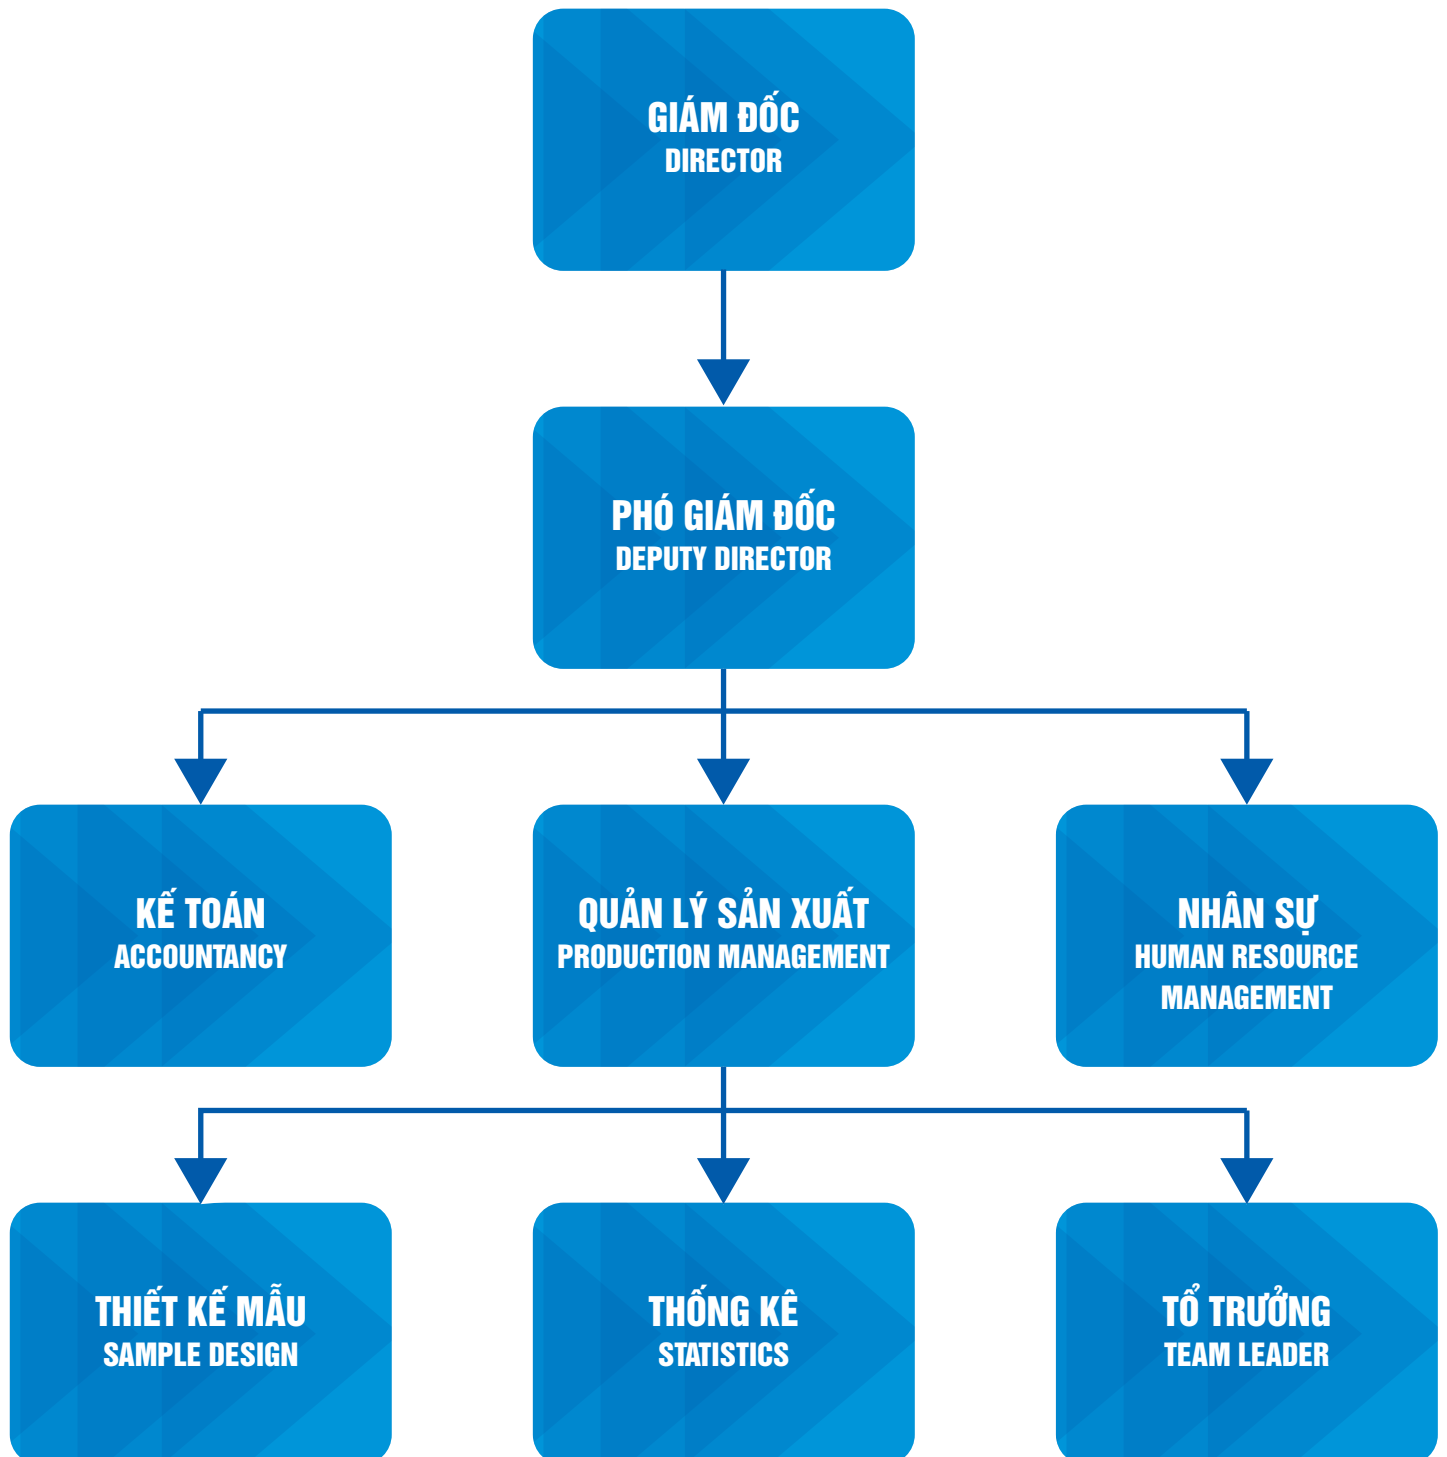 GIÁM ĐỐC
DIRECTOR
PHÓ GIÁM ĐỐC
DEPUTY DIRECTOR
KẾ TOÁN
ACCOUNTANCY
QUẢN LÝ SẢN XUẤT
PRODUCTION MANAGEMENT
NHÂN SỰ
HUMAN RESOURCE
MANAGEMENT
THIẾT KẾ MẪU
SAMPLE DESIGN
THỐNG KÊ
STATISTICS
TỔ TRƯỞNG
TEAM LEADER